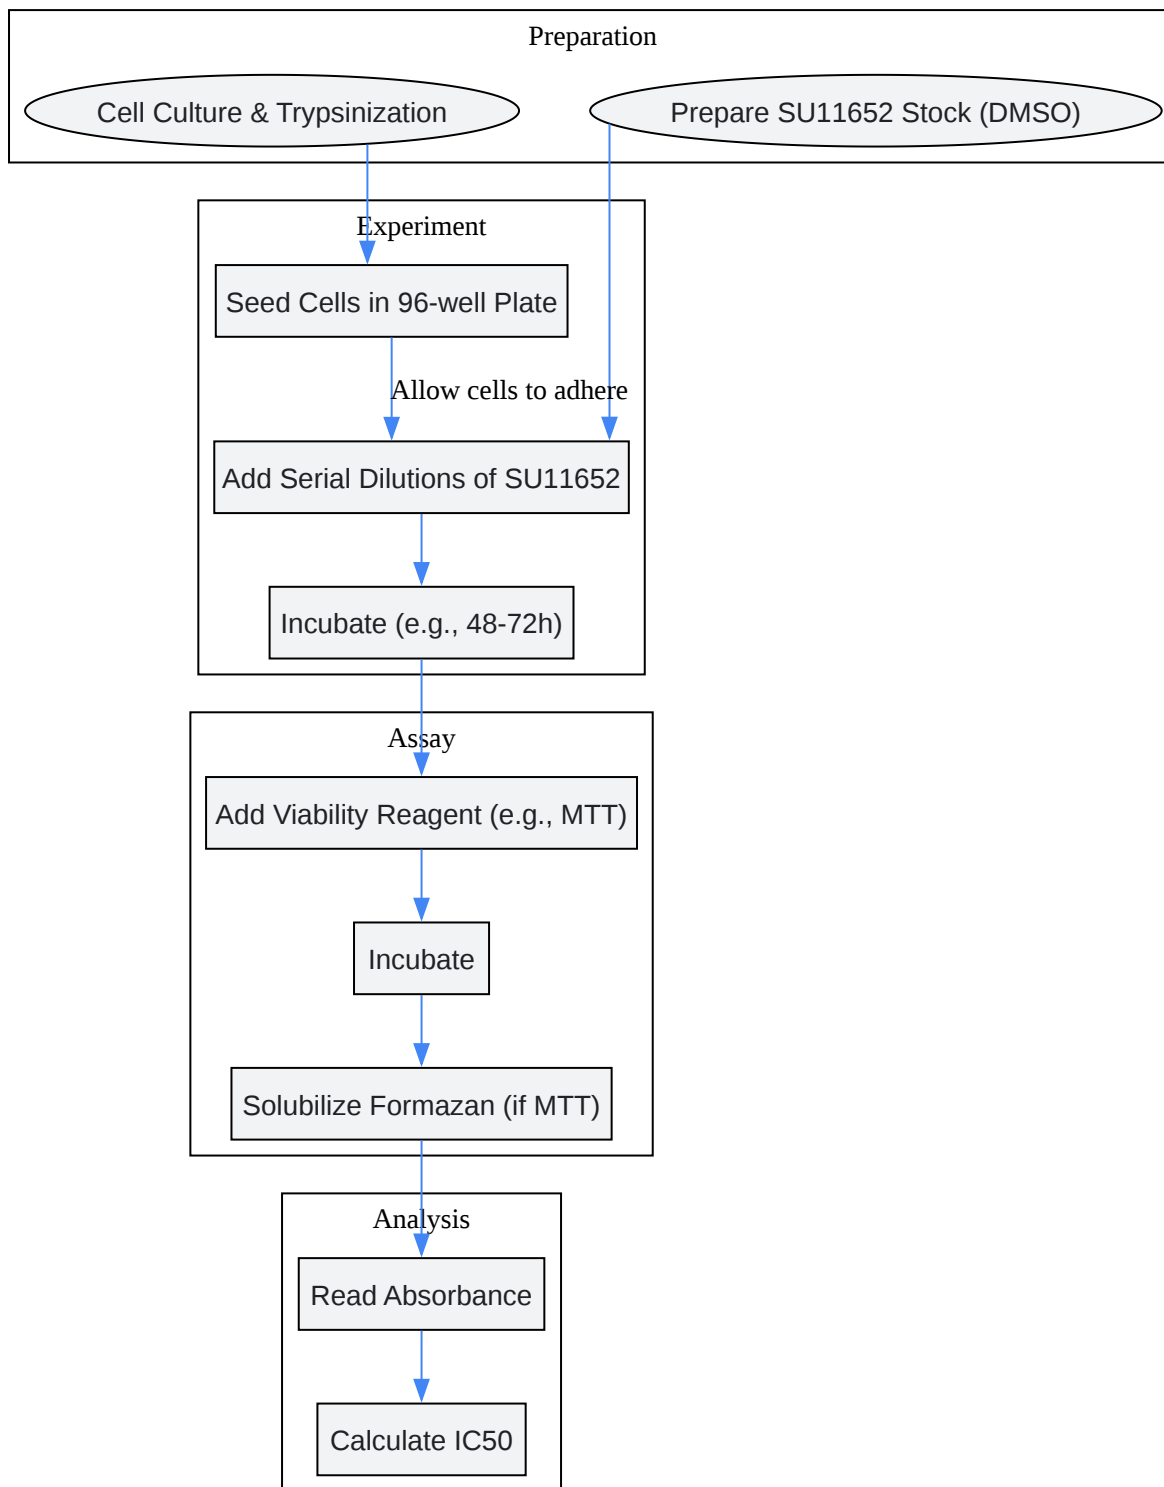 Preparation
Cell Culture & Trypsinization
Prepare SU11652 Stock (DMSO)
Experiment
Seed Cells in 96-well Plate
Allow cells to adhere
Add Serial Dilutions of SU11652
Incubate (e.g., 48-72h)
Assay
Add Viability Reagent (e.g., MTT)
Incubate
Solubilize Formazan (if MTT)
Analysis
Read Absorbance
Calculate IC50